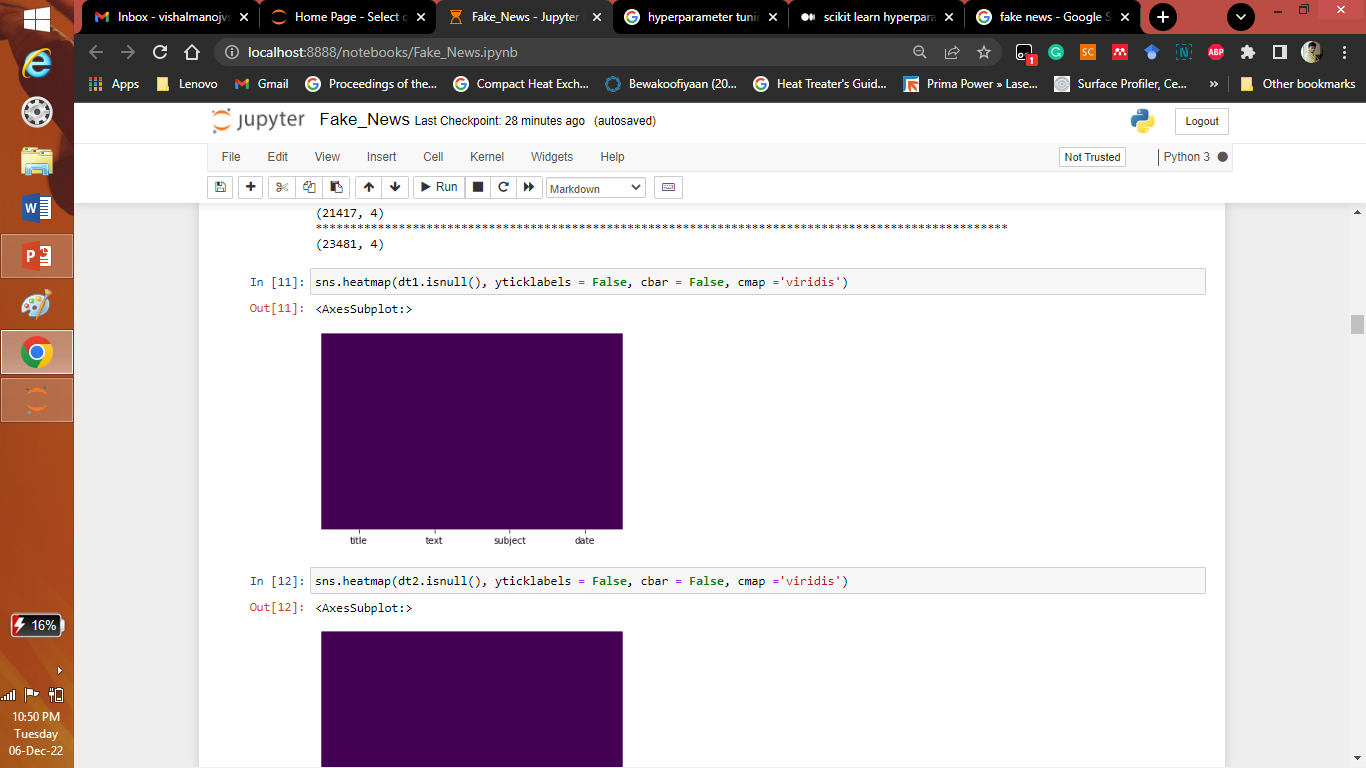 Inbox - vishalmanojvs
Home Page - Select o
Fake_News - Jupyter
hyperparameter tunin
scikit learn hyperpara
fake news - Google S
localhost:8888/notebooks/Fake_News.ipynb
1
SC
ABP
Apps
Lenovo
Gmail
Proceedings of the...
Compact Heat Exch...
Bewakoofiyaan (20...
Heat Treater's Guid...
Prima Power » Lase...
Surface Profiler, Ce...
»
Other bookmarks
jupyter Fake_News Last Checkpoint: 28 minutes ago (autosaved)
Logout
File Edit View Insert Cell Kernel Widgets Help
Not Trusted
Python 3
Run
Markdown
(21417, 4)
(23481, 4)
In [11]: sns.heatmap(dt1.isnull(), yticklabels = False, cbar = False, cmap ='viridis')
Out[11]: <AxesSubplot:>
title text subject date
In [12]: sns.heatmap(dt2.isnull(), yticklabels = False, cbar = False, cmap ='viridis')
Out[12]: <AxesSubplot:>
16%
10:50 PM
Tuesday
06-Dec-22